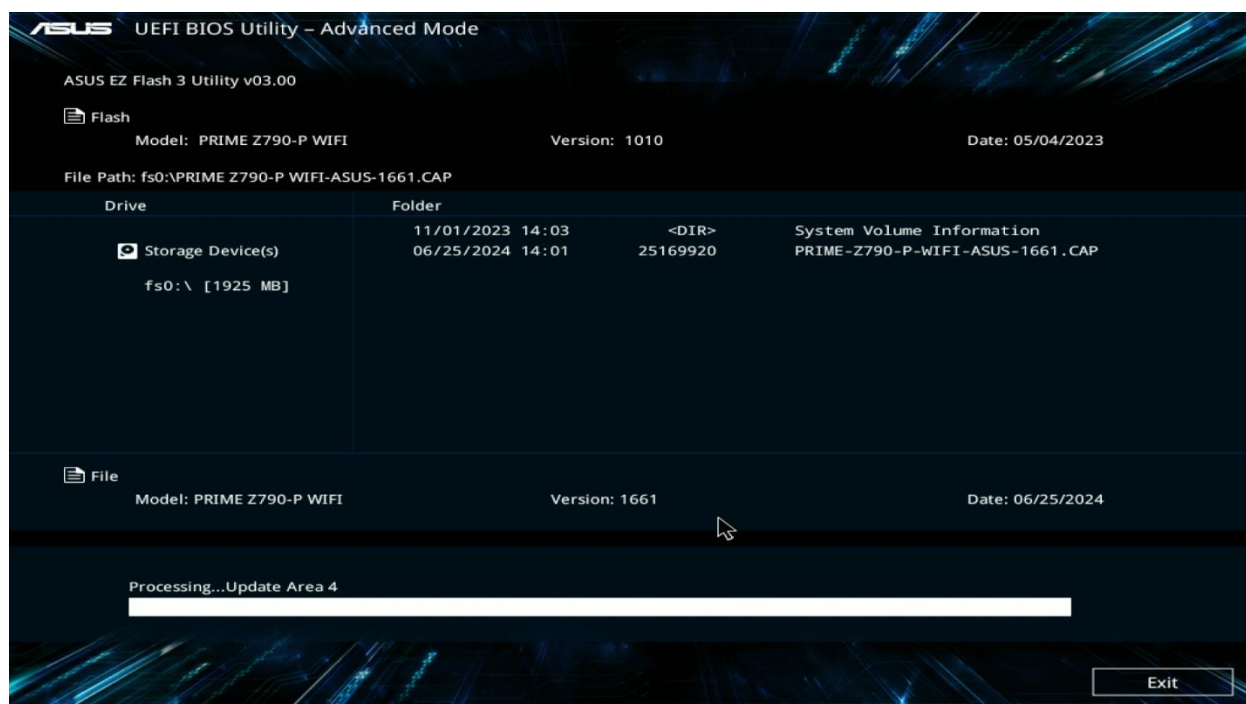 ASUS UEFI BIOS Utility – Advanced Mode
ASUS EZ Flash 3 Utility v03.00
Flash
Model: PRIME Z790-P WIFI Version: 1010 Date: 05/04/2023
File Path: fs0:\PRIME Z790-P WIFI-ASUS-1661.CAP
Drive Folder
11/01/2023 14:03 <DIR> System Volume Information
Storage Device(s) 06/25/2024 14:01 25169920 PRIME-Z790-P-WIFI-ASUS-1661.CAP
fs0:\ [1925 MB]
File
Model: PRIME Z790-P WIFI Version: 1661 Date: 06/25/2024
Processing...Update Area 4
Exit